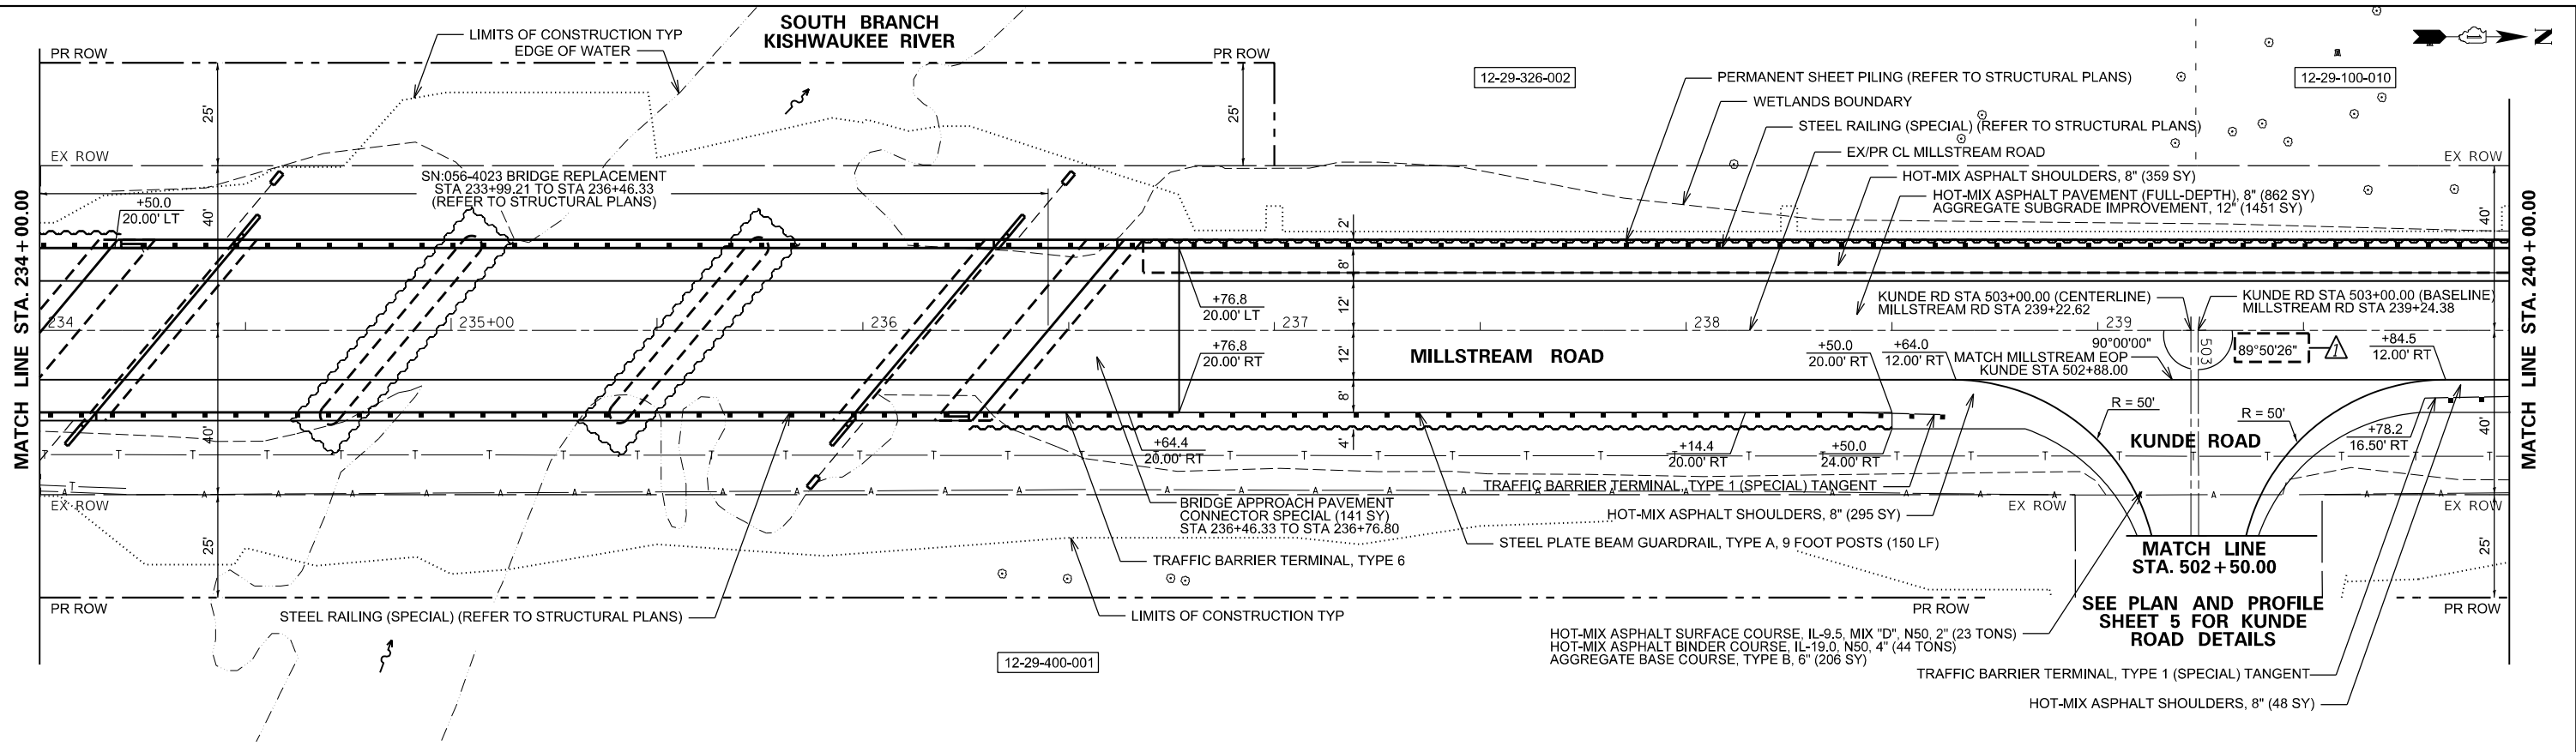 SOUTH BRANCH
KISHWAUKEE RIVER
LIMITS OF CONSTRUCTION TYP
EDGE OF WATER
PR ROW
PR ROW
12-29-326-002
12-29-100-010
N
PERMANENT SHEET PILING (REFER TO STRUCTURAL PLANS)
WETLANDS BOUNDARY
STEEL RAILING (SPECIAL) (REFER TO STRUCTURAL PLANS)
EX/PR CL MILLSTREAM ROAD
HOT-MIX ASPHALT SHOULDERS, 8" (359 SY)
HOT-MIX ASPHALT PAVEMENT (FULL-DEPTH), 8" (862 SY)
AGGREGATE SUBGRADE IMPROVEMENT, 12" (1451 SY)
25'
25'
EX ROW
EX ROW
SN:056-4023 BRIDGE REPLACEMENT
STA 233+99.21 TO STA 236+46.33
(REFER TO STRUCTURAL PLANS)
+50.0
20.00' LT
40'
2'
40'
MATCH LINE STA. 234+00.00
MATCH LINE STA. 240+00.00
8'
12'
12'
8'
4'
+76.8
20.00' LT
+76.8
20.00' RT
234
235+00
236
237
238
239
KUNDE RD STA 503+00.00 (CENTERLINE)
MILLSTREAM RD STA 239+22.62
KUNDE RD STA 503+00.00 (BASELINE)
MILLSTREAM RD STA 239+24.38
MILLSTREAM ROAD
+50.0
20.00' RT
+64.0
12.00' RT
90°00'00"
503
89°50'26"
1
MATCH MILLSTREAM EOP
KUNDE STA 502+88.00
+84.5
12.00' RT
R = 50'
R = 50'
KUNDE ROAD
40'
40'
+64.4
20.00' RT
+14.4
20.00' RT
+50.0
24.00' RT
+78.2
16.50' RT
T T T T T T T T T T T T T T T T T T T T T T T T T T T T T T
A A A A A A A A A A A A A A A A A A A A A A A A A A A A A A
TRAFFIC BARRIER TERMINAL, TYPE 1 (SPECIAL) TANGENT
EX ROW
EX ROW
EX ROW
BRIDGE APPROACH PAVEMENT
CONNECTOR SPECIAL (141 SY)
STA 236+46.33 TO STA 236+76.80
HOT-MIX ASPHALT SHOULDERS, 8" (295 SY)
STEEL PLATE BEAM GUARDRAIL, TYPE A, 9 FOOT POSTS (150 LF)
25'
25'
TRAFFIC BARRIER TERMINAL, TYPE 6
MATCH LINE
STA. 502+50.00
PR ROW
PR ROW
PR ROW
STEEL RAILING (SPECIAL) (REFER TO STRUCTURAL PLANS)
LIMITS OF CONSTRUCTION TYP
SEE PLAN AND PROFILE
SHEET 5 FOR KUNDE
ROAD DETAILS
HOT-MIX ASPHALT SURFACE COURSE, IL-9.5, MIX "D", N50, 2" (23 TONS)
HOT-MIX ASPHALT BINDER COURSE, IL-19.0, N50, 4" (44 TONS)
AGGREGATE BASE COURSE, TYPE B, 6" (206 SY)
12-29-400-001
TRAFFIC BARRIER TERMINAL, TYPE 1 (SPECIAL) TANGENT
HOT-MIX ASPHALT SHOULDERS, 8" (48 SY)